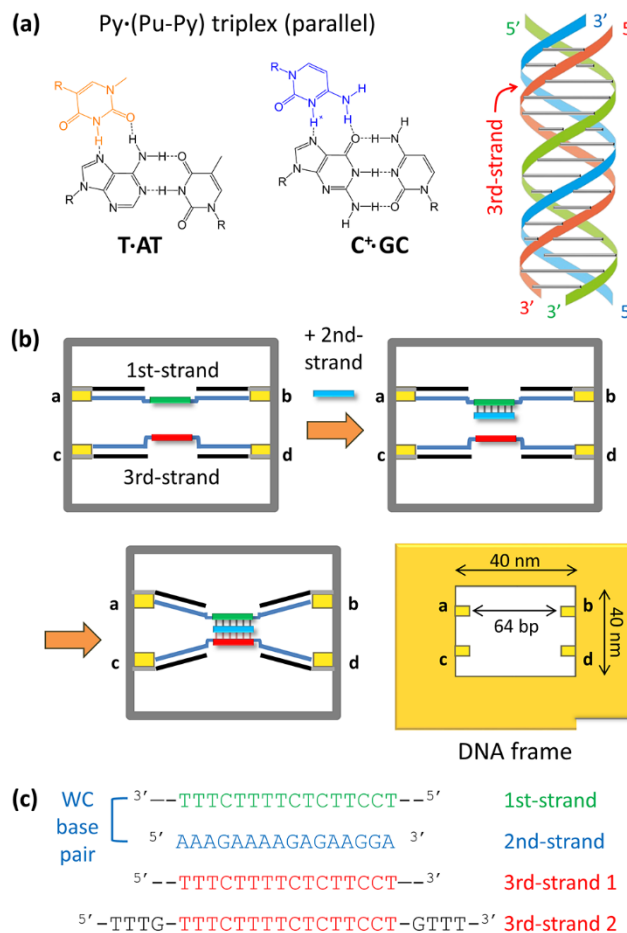 (a) Py·(Pu-Py) triplex (parallel)
5′ 3′ 5′
3rd-strand
R O N N O H
N H N H O
H* H
N H H O H N
N N H N N
R N N O R
N H N H N
R N N H O R
H
T·AT C⁺·GC
3′ 3′ 5′
(b)
+ 2nd-strand
1st-strand
a b
c d
3rd-strand
a b
c d
a b
c d
40 nm
a b
64 bp
40 nm
c d
DNA frame
(c)
WC base pair
3′ —-TTTCTTTTCTCTTCCT--5′ 1st-strand
5′ AAAGAAAAGAGAAGGA 3′ 2nd-strand
5′--TTTCTTTTCTCTTCCT—-3′ 3rd-strand 1
5′-TTTG-TTTCTTTTCTCTTCCT-GTTT-3′ 3rd-strand 2